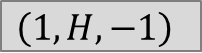 (1, H, −1)